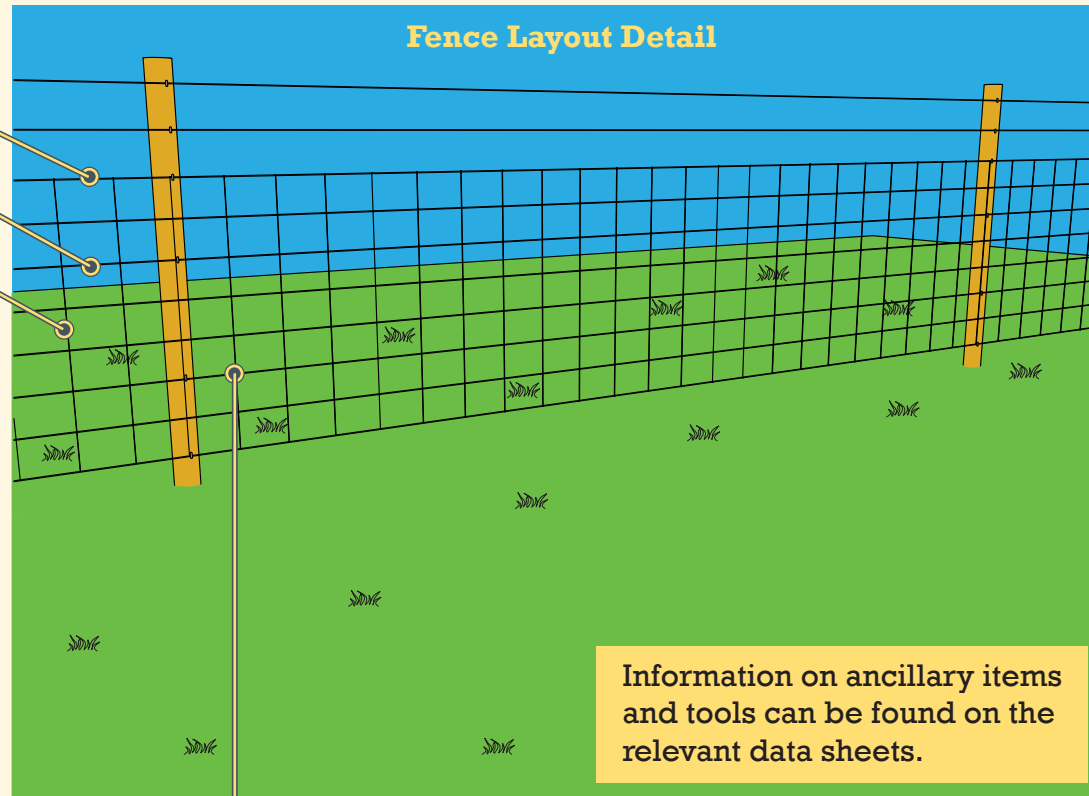 Fence Layout Detail
Information on ancillary items
and tools can be found on the
relevant data sheets.